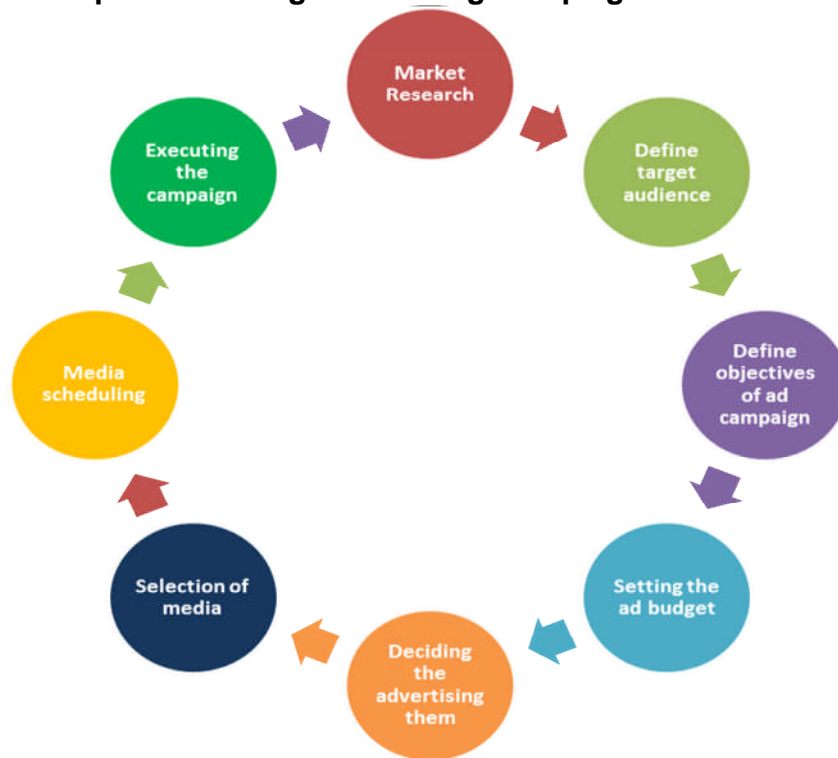 Market
Research
Define
target
audience
Define
objectives
of ad
campaign
Setting the
ad budget
Deciding
the
advertising
them
Selection of
media
Media
scheduling
Executing
the
campaign